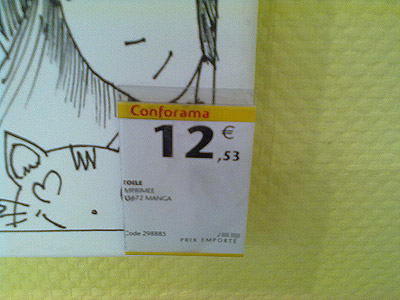 Conforama
12€,53
TOILE
IMPRIMEE
MANGA
Code 298883
PRIX EMPORTE